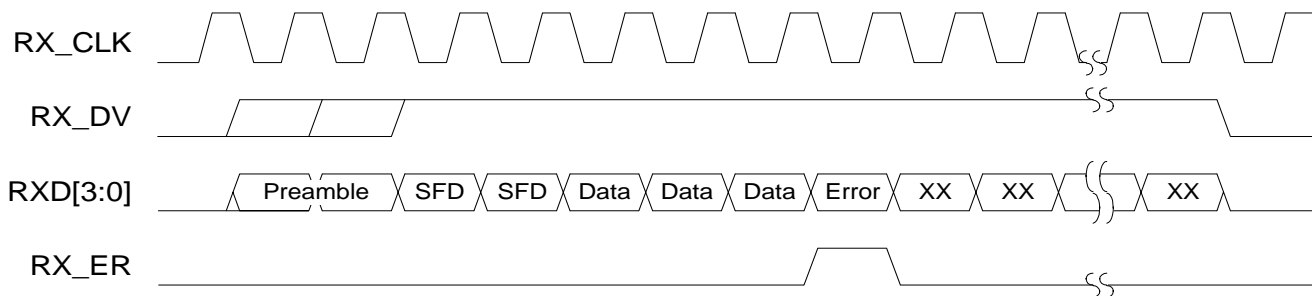 RX_CLK
RX_DV
RXD[3:0] Preamble SFD SFD Data Data Data Error XX XX XX
RX_ER